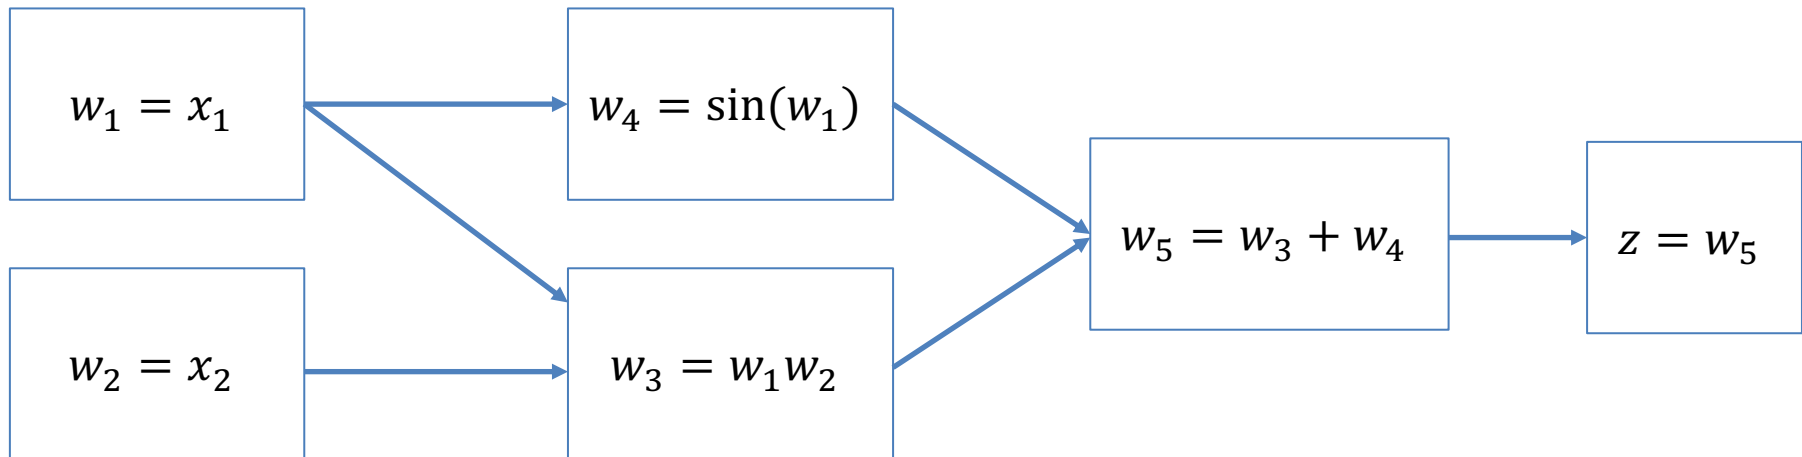 w₁ = x₁
w₄ = sin(w₁)
w₅ = w₃ + w₄
z = w₅
w₂ = x₂
w₃ = w₁w₂